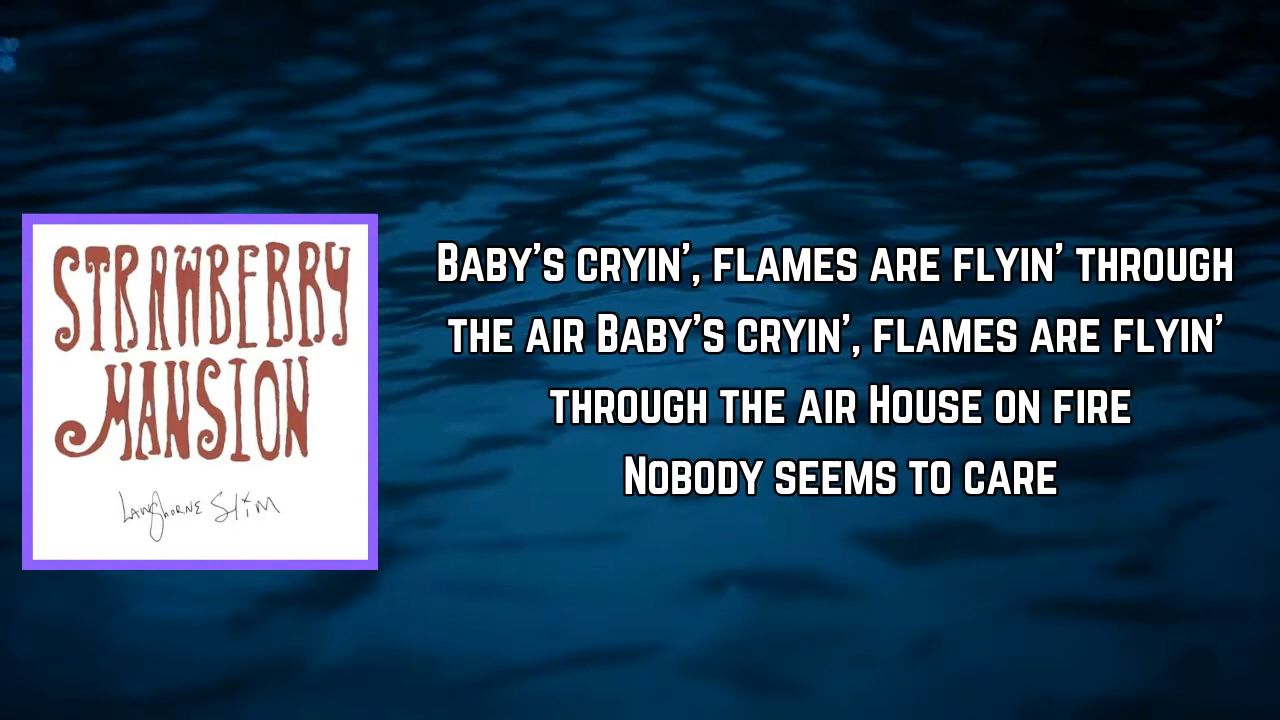 STRAWBERRY
MANSION
Langhorne Slim
Baby's cryin', flames are flyin' through
the air Baby's cryin', flames are flyin'
through the air House on fire
Nobody seems to care